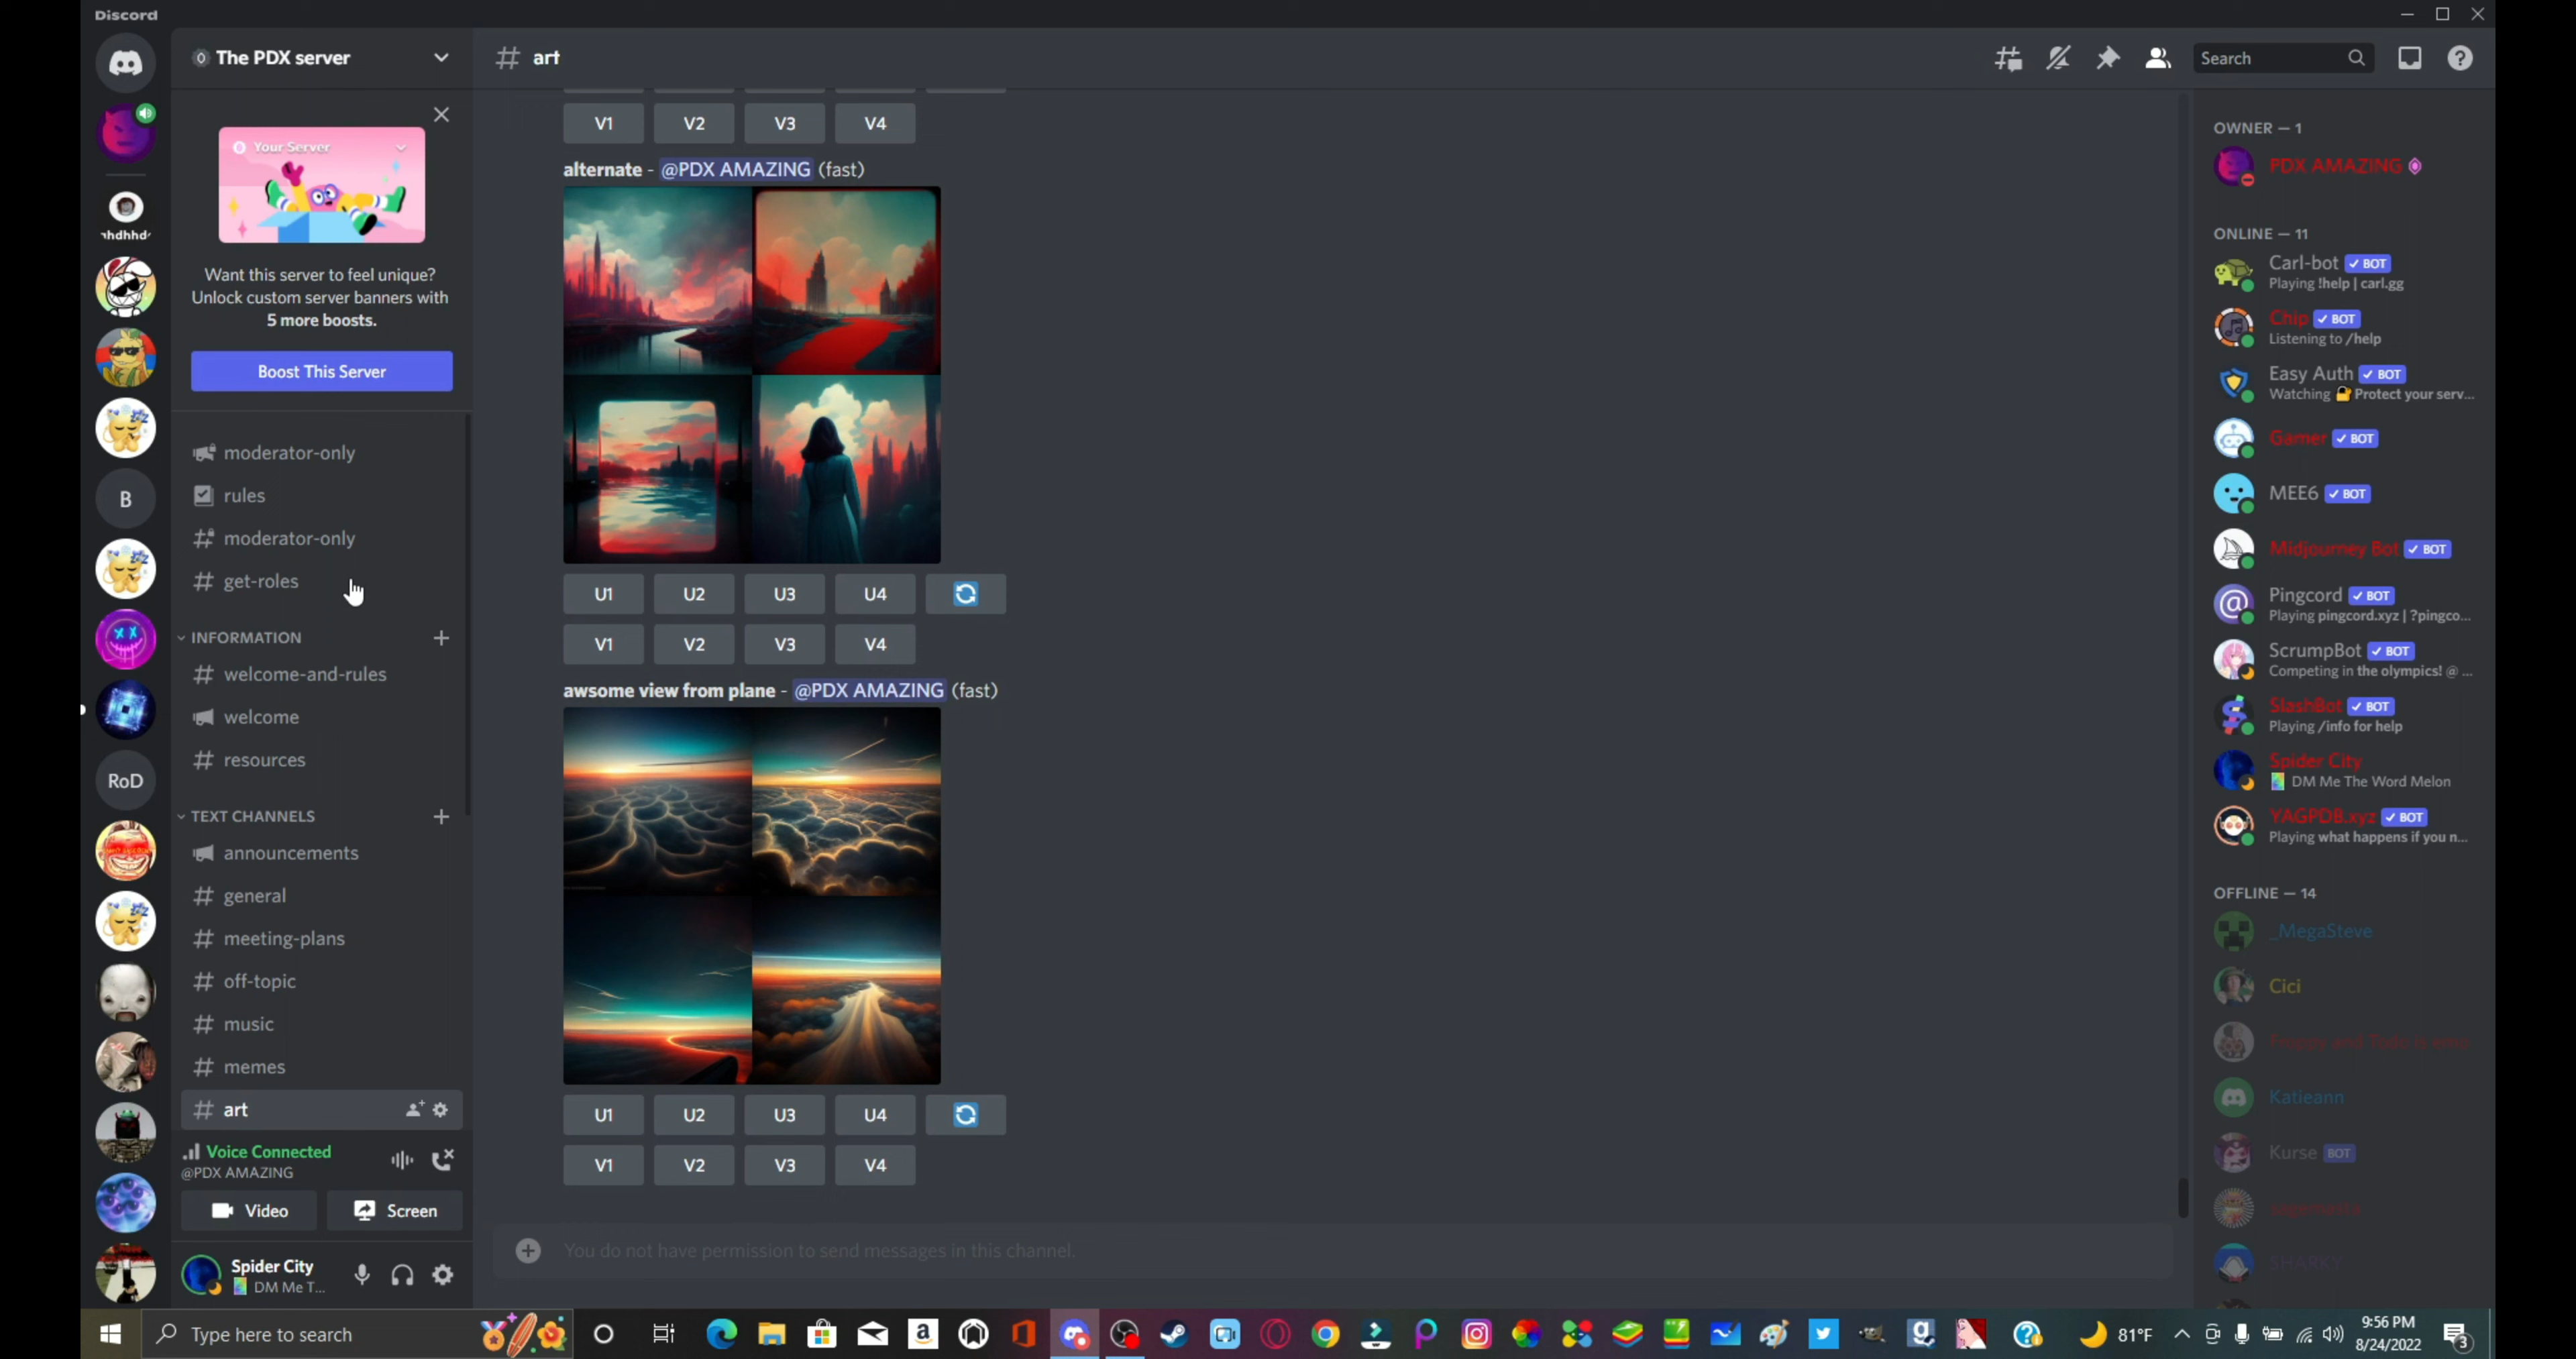 Discord
The PDX server
Your Server
Want this server to feel unique?
Unlock custom server banners with
5 more boosts.
Boost This Server
moderator-only
rules
moderator-only
get-roles
INFORMATION
welcome-and-rules
welcome
resources
TEXT CHANNELS
announcements
general
meeting-plans
off-topic
music
memes
art
Voice Connected
@PDX AMAZING
Video
Screen
Spider City
DM Me T...
B
RoD
art
V1 V2 V3 V4
alternate - @PDX AMAZING (fast)
U1 U2 U3 U4
V1 V2 V3 V4
awsome view from plane - @PDX AMAZING (fast)
U1 U2 U3 U4
V1 V2 V3 V4
You do not have permission to send messages in this channel.
Search
OWNER — 1
PDX AMAZING
ONLINE — 11
Carl-bot BOT
Playing !help | carl.gg
Chip BOT
Listening to /help
Easy Auth BOT
Watching Protect your serv...
Gamer BOT
MEE6 BOT
Midjourney Bot BOT
Pingcord BOT
Playing pingcord.xyz | ?pingco...
ScrumpBot BOT
Competing in the olympics! @ ...
SlashBot BOT
Playing /info for help
Spider City
DM Me The Word Melon
YAGPDB.xyz BOT
Playing what happens if you n...
OFFLINE — 14
_MegaSteve
Cici
Katieann
Kurse BOT
SHARKY
Type here to search
81°F
9:56 PM
8/24/2022
3